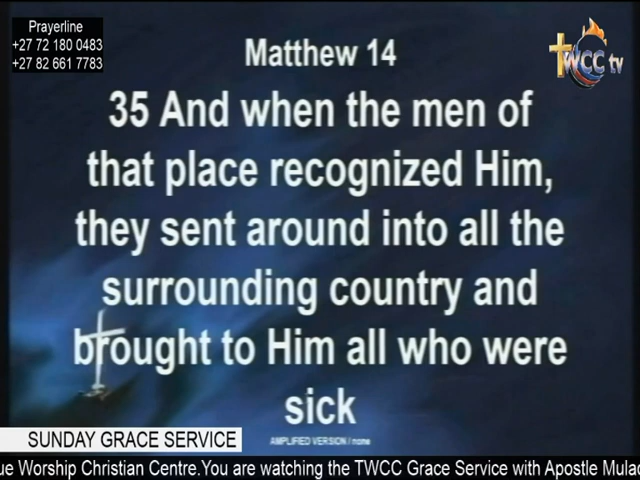 Prayerline
+27 72 180 0483
+27 82 661 7783
TWCC tv
Matthew 14
35 And when the men of
that place recognized Him,
they sent around into all the
surrounding country and
brought to Him all who were
sick
AMPLIFIED VERSION / none
SUNDAY GRACE SERVICE
ue Worship Christian Centre.You are watching the TWCC Grace Service with Apostle Mulad